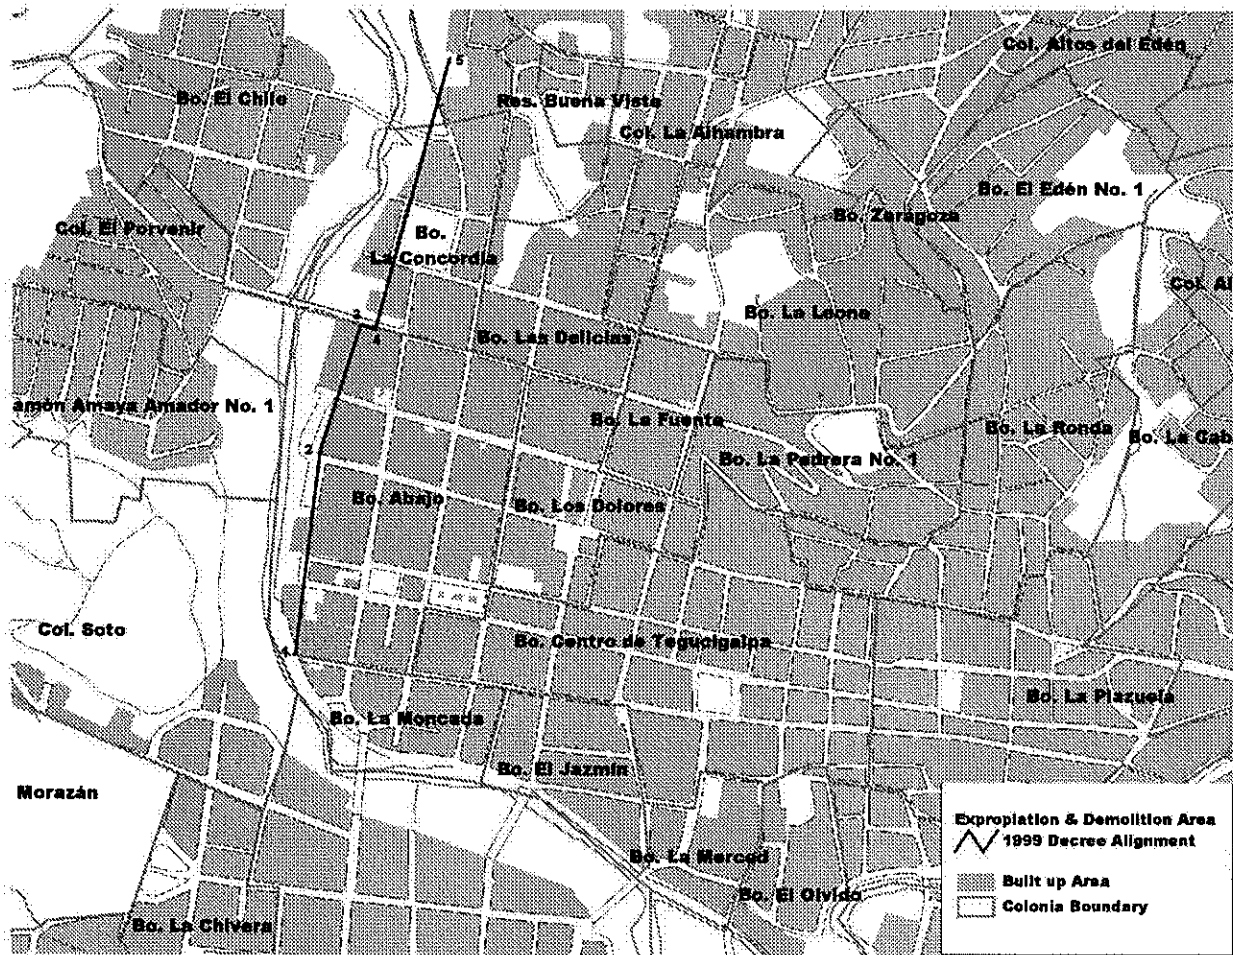 Col. Altos del Edén
5
Bo. El Chile
Res. Buena Vista
Col. La Alhambra
Bo. El Edén No. 1
Bo. Zaragoza
Col. El Porvenir
Bo.
La Concordia
Col. Al
Bo. La Leona
3
4
Bo. Las Delicias
amón Amaya Amador No. 1
Bo. La Fuente
Bo. La Ronda
Bo. La Cab
2
Bo. La Pedrera No. 1
Bo. Abajo
Bo. Los Dolores
Col. Soto
Bo. Centro de Tegucigalpa
Bo. La Plazuela
Bo. La Moncada
Bo. El Jazmín
Morazán
Bo. La Merced
Bo. El Olvido
Bo. La Chivera
Expropiation & Demolition Area
1999 Decree Alignment
Built up Area
Colonia Boundary